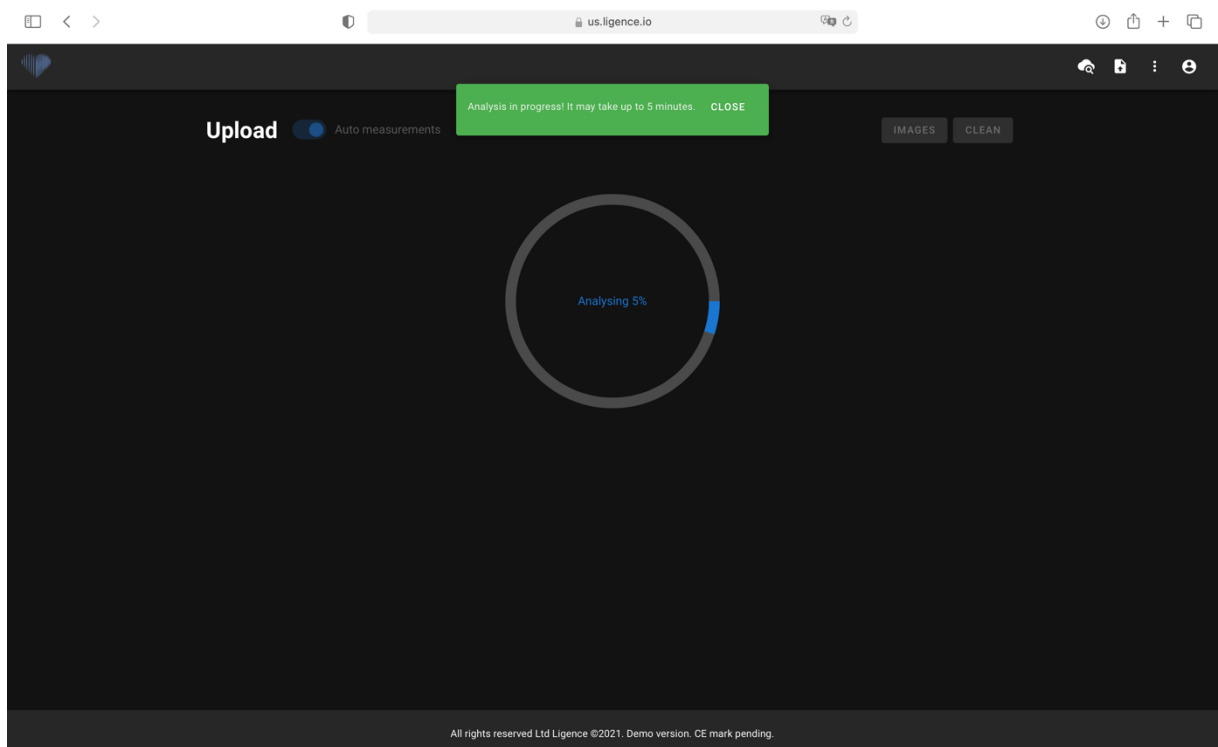 us.ligence.io
Analysis in progress! It may take up to 5 minutes. CLOSE
Upload Auto measurements IMAGES CLEAN
Analysing 5%
All rights reserved Ltd Ligence ©2021. Demo version. CE mark pending.